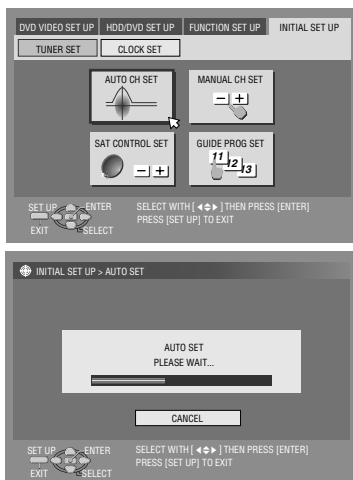 DVD VIDEO SET UP HDD/DVD SET UP FUNCTION SET UP INITIAL SET UP
TUNER SET CLOCK SET
AUTO CH SET MANUAL CH SET
SAT CONTROL SET GUIDE PROG SET
11 12 13
SET UP ENTER SELECT WITH [ ] THEN PRESS [ENTER]
EXIT SELECT PRESS [SET UP] TO EXIT
INITIAL SET UP > AUTO SET
AUTO SET
PLEASE WAIT...
CANCEL
SET UP ENTER SELECT WITH [ ] THEN PRESS [ENTER]
EXIT SELECT PRESS [SET UP] TO EXIT